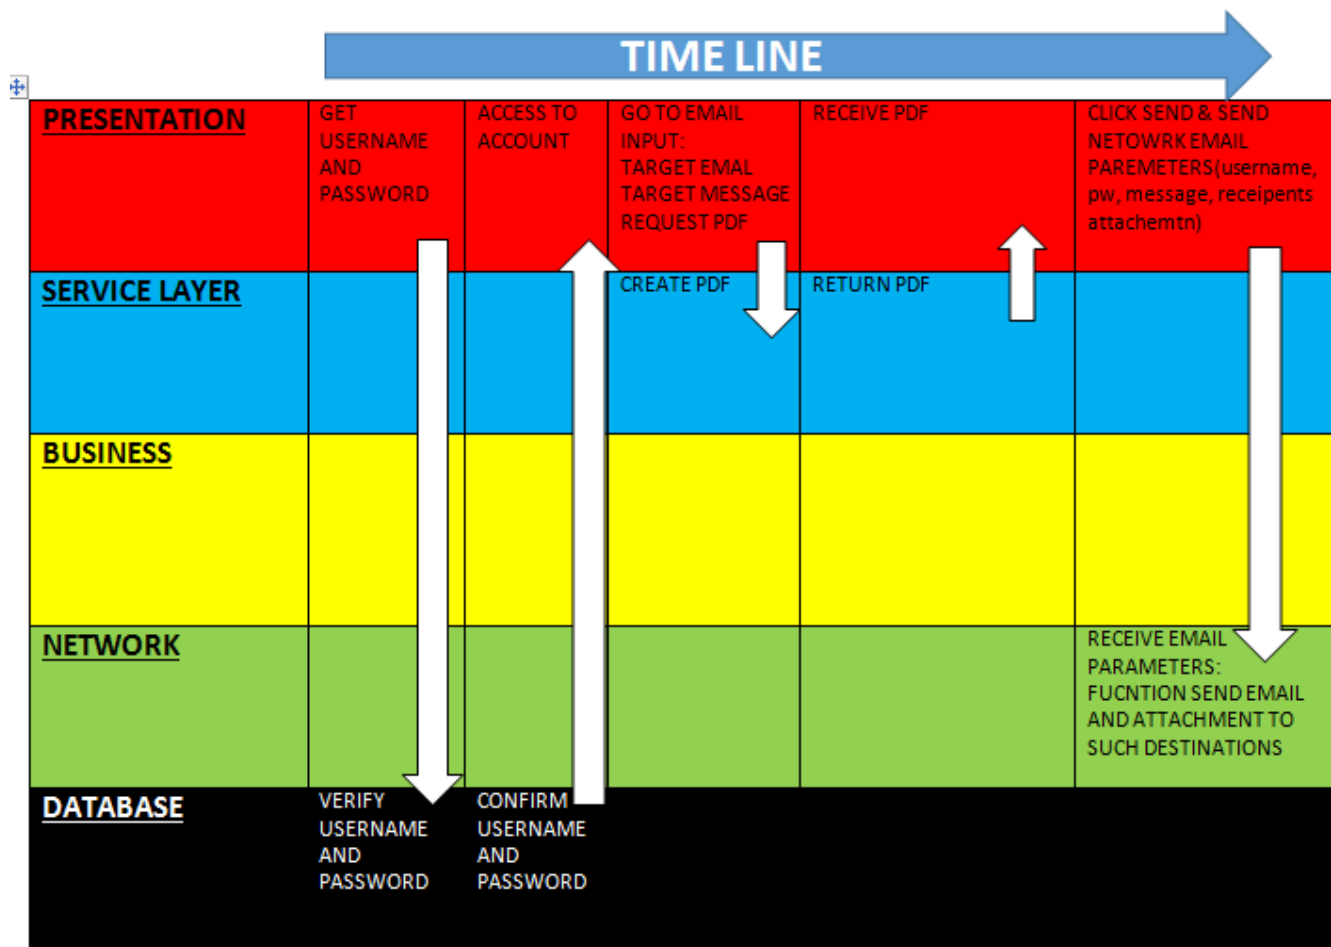 TIME LINE
PRESENTATION
GET
USERNAME
AND
PASSWORD
ACCESS TO
ACCOUNT
GO TO EMAIL
INPUT:
TARGET EMAL
TARGET MESSAGE
REQUEST PDF
RECEIVE PDF
CLICK SEND & SEND
NETOWRK EMAIL
PAREMETERS(username,
pw, message, receipents
attachemtn)
SERVICE LAYER
CREATE PDF
RETURN PDF
BUSINESS
NETWORK
RECEIVE EMAIL
PARAMETERS:
FUCNTION SEND EMAIL
AND ATTACHMENT TO
SUCH DESTINATIONS
DATABASE
VERIFY
USERNAME
AND
PASSWORD
CONFIRM
USERNAME
AND
PASSWORD